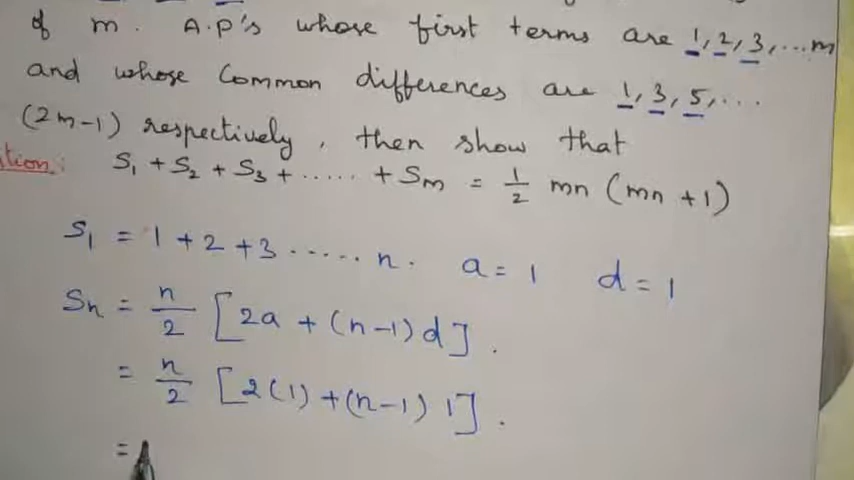 of m. A.P's whose first terms are 1, 2, 3, ... m
and whose Common differences are 1, 3, 5, ...
(2m-1) respectively, then show that
tion: S₁ + S₂ + S₃ + ..... + Sm = 1/2 mn (mn + 1)
S₁ = 1 + 2 + 3 ..... n. a = 1 d = 1
Sn = n/2 [2a + (n-1) d].
= n/2 [2(1) + (n-1) 1].
=